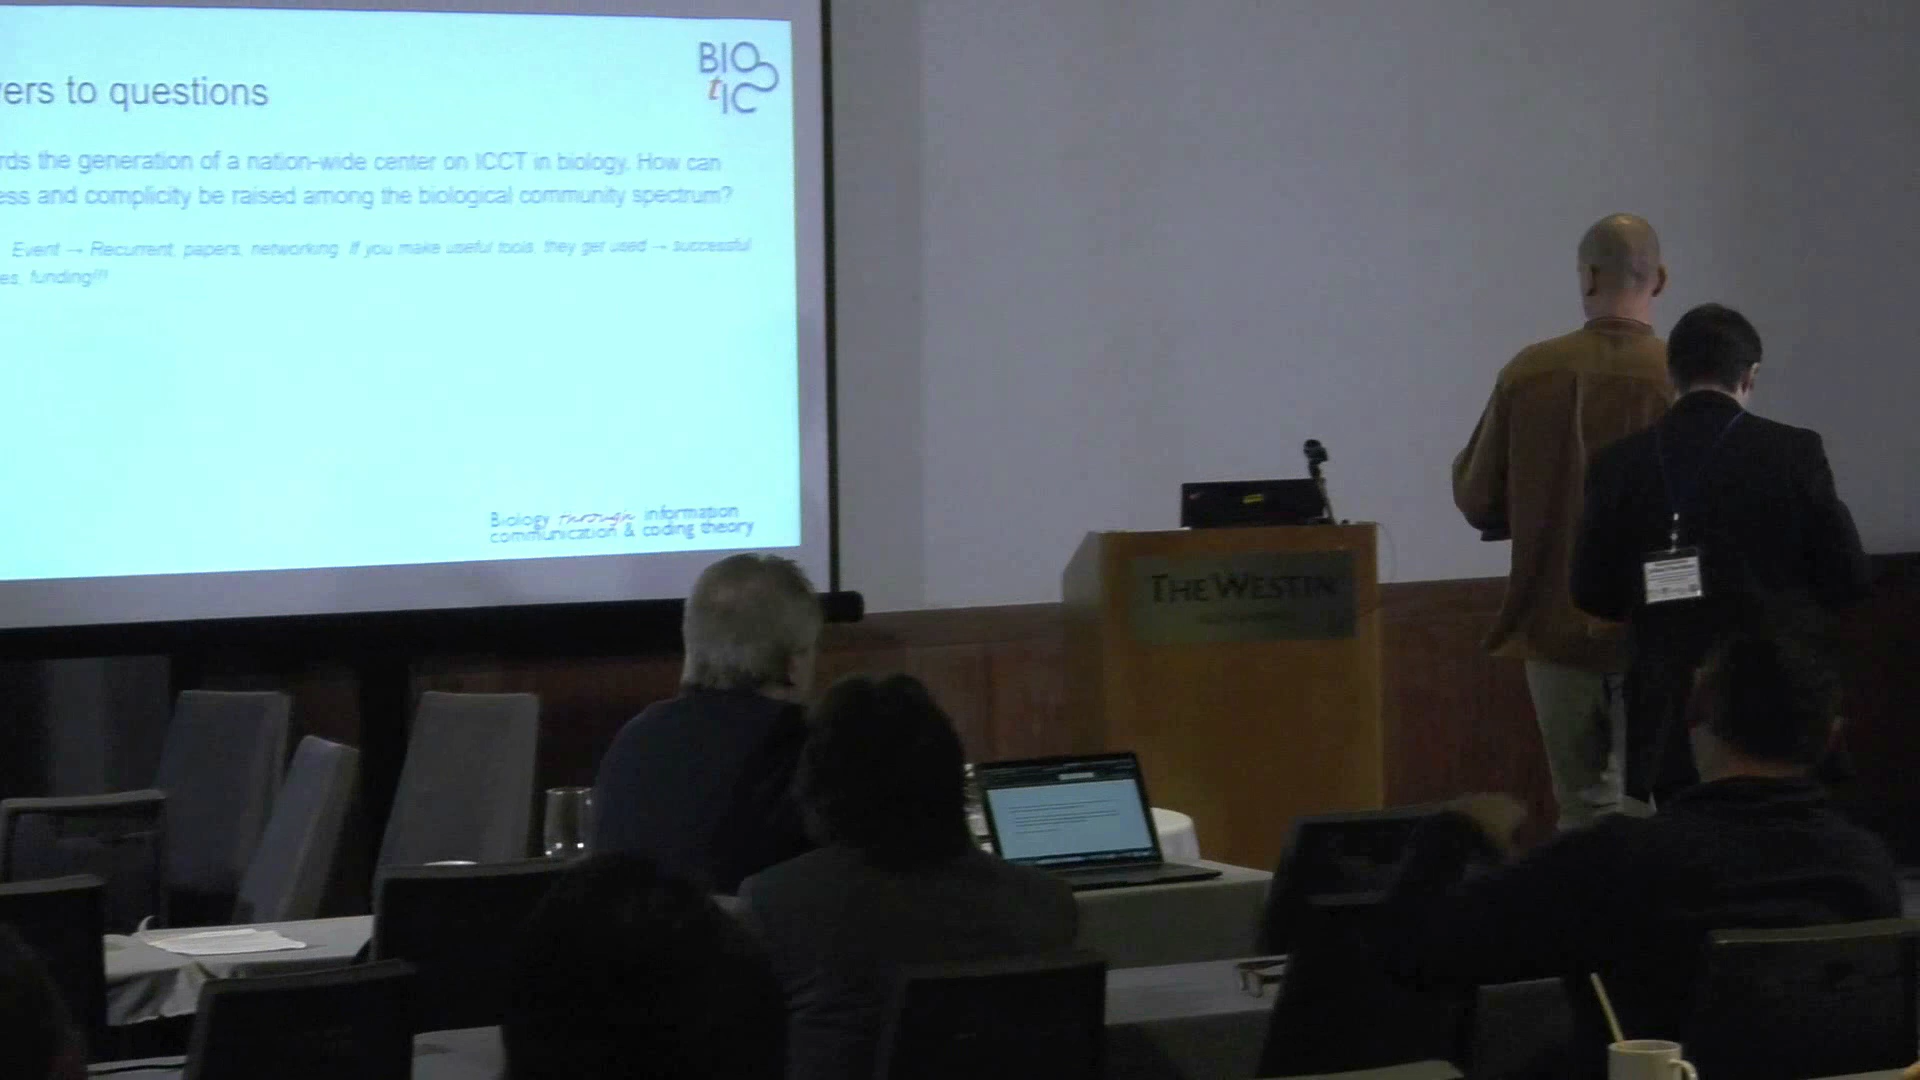 ers to questions
BIO
tIC
rds the generation of a nation-wide center on ICCT in biology. How can
ess and complicity be raised among the biological community spectrum?
Event → Recurrent, papers, networking. If you make useful tools, they get used → successful
es, funding!!!
Biology through information
communication & coding theory
THE WESTIN